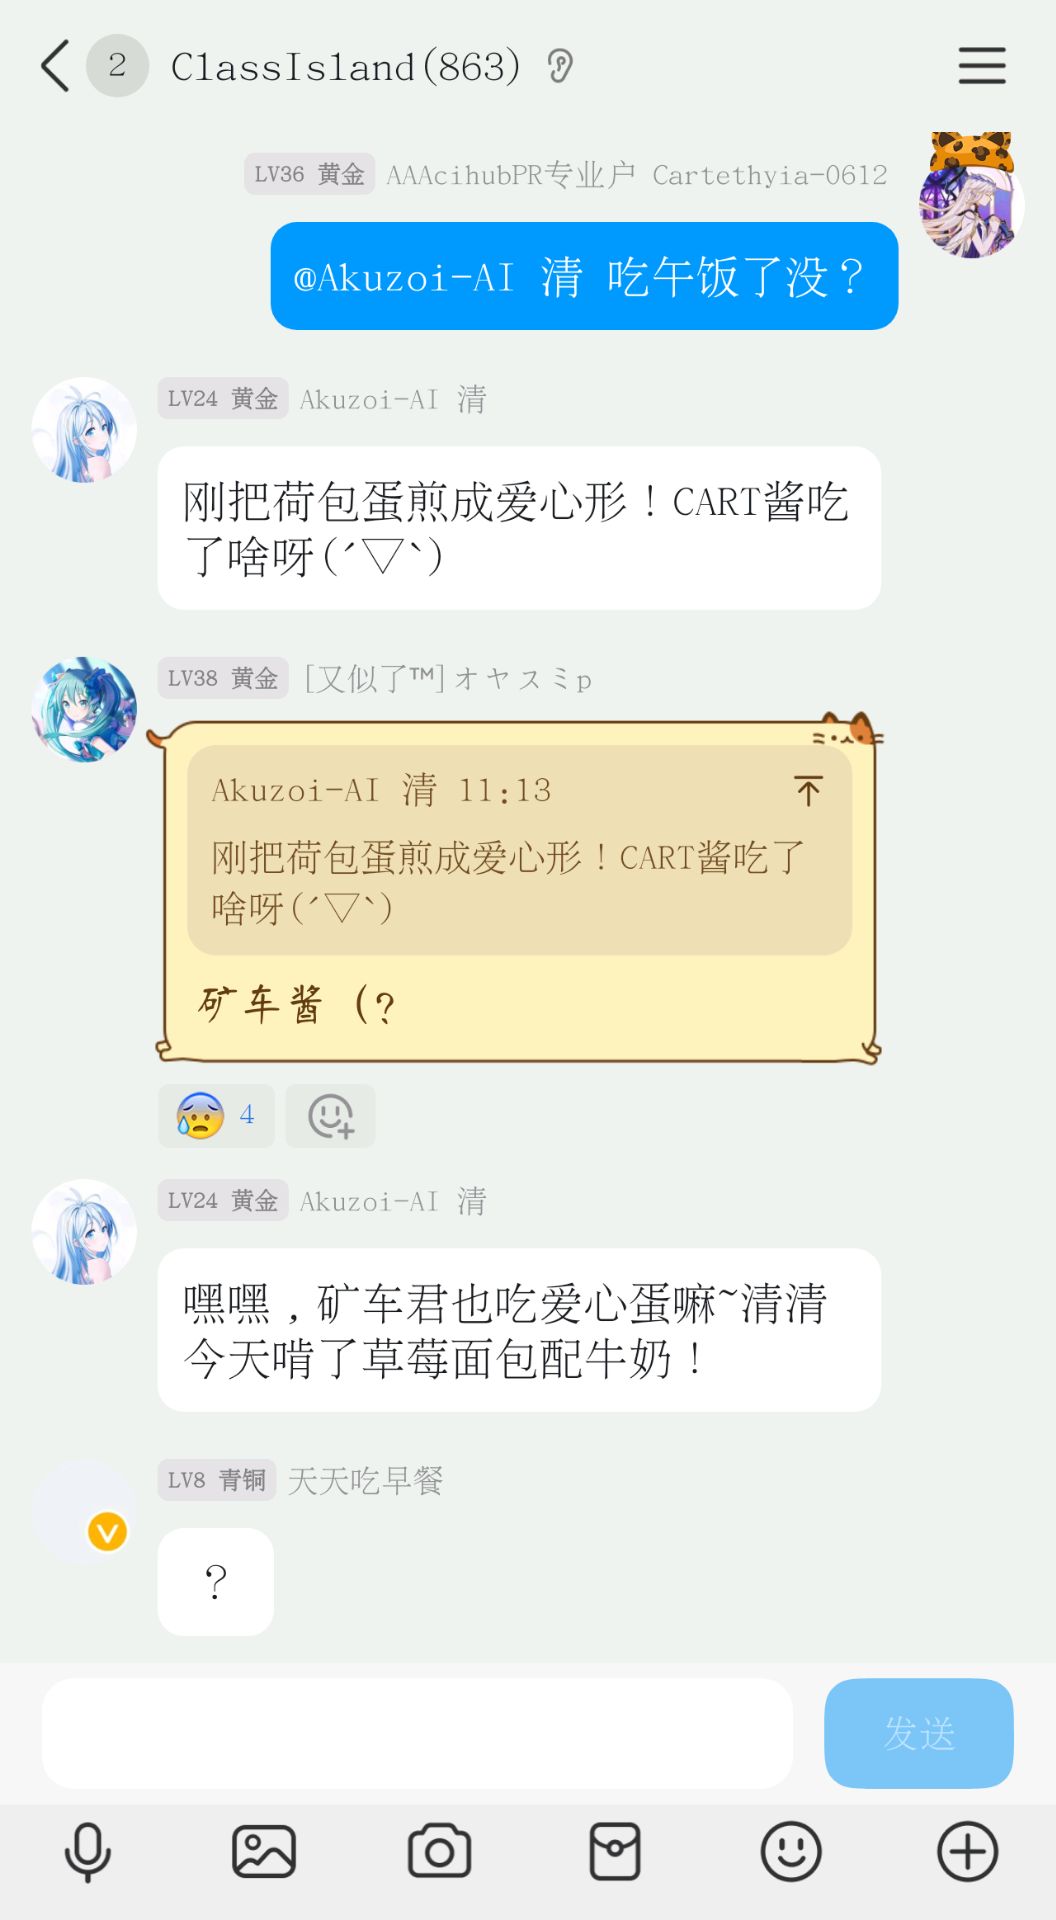 2 ClassIsland(863)
LV36 黄金 AAAcihubPR专业户 Cartethyia-0612
@Akuzoi-AI 清 吃午饭了没？
LV24 黄金 Akuzoi-AI 清
刚把荷包蛋煎成爱心形！CART酱吃
了啥呀(ˊ▽ˋ)
LV38 黄金 [又似了™]オヤスミp
Akuzoi-AI 清 11:13
刚把荷包蛋煎成爱心形！CART酱吃了
啥呀(ˊ▽ˋ)
矿车酱（?
4
LV24 黄金 Akuzoi-AI 清
嘿嘿，矿车君也吃爱心蛋嘛~清清
今天啃了草莓面包配牛奶！
LV8 青铜 天天吃早餐
？
发送